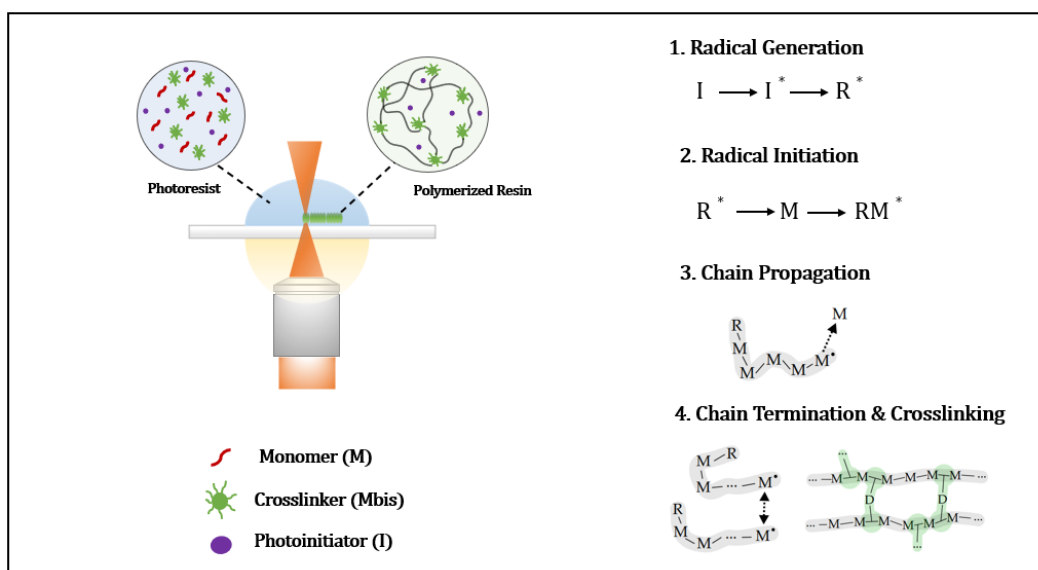 Photoresist
Polymerized Resin
Monomer (M)
Crosslinker (Mbis)
Photoinitiator (I)
1. Radical Generation
I → I* → R*
2. Radical Initiation
R* → M → RM*
3. Chain Propagation
M
R
M
M M M M•
4. Chain Termination & Crosslinking
M R
M ... M•
R
M M ... M•
... M M M M M M ...
D D
... M M M M M M ...
...
...